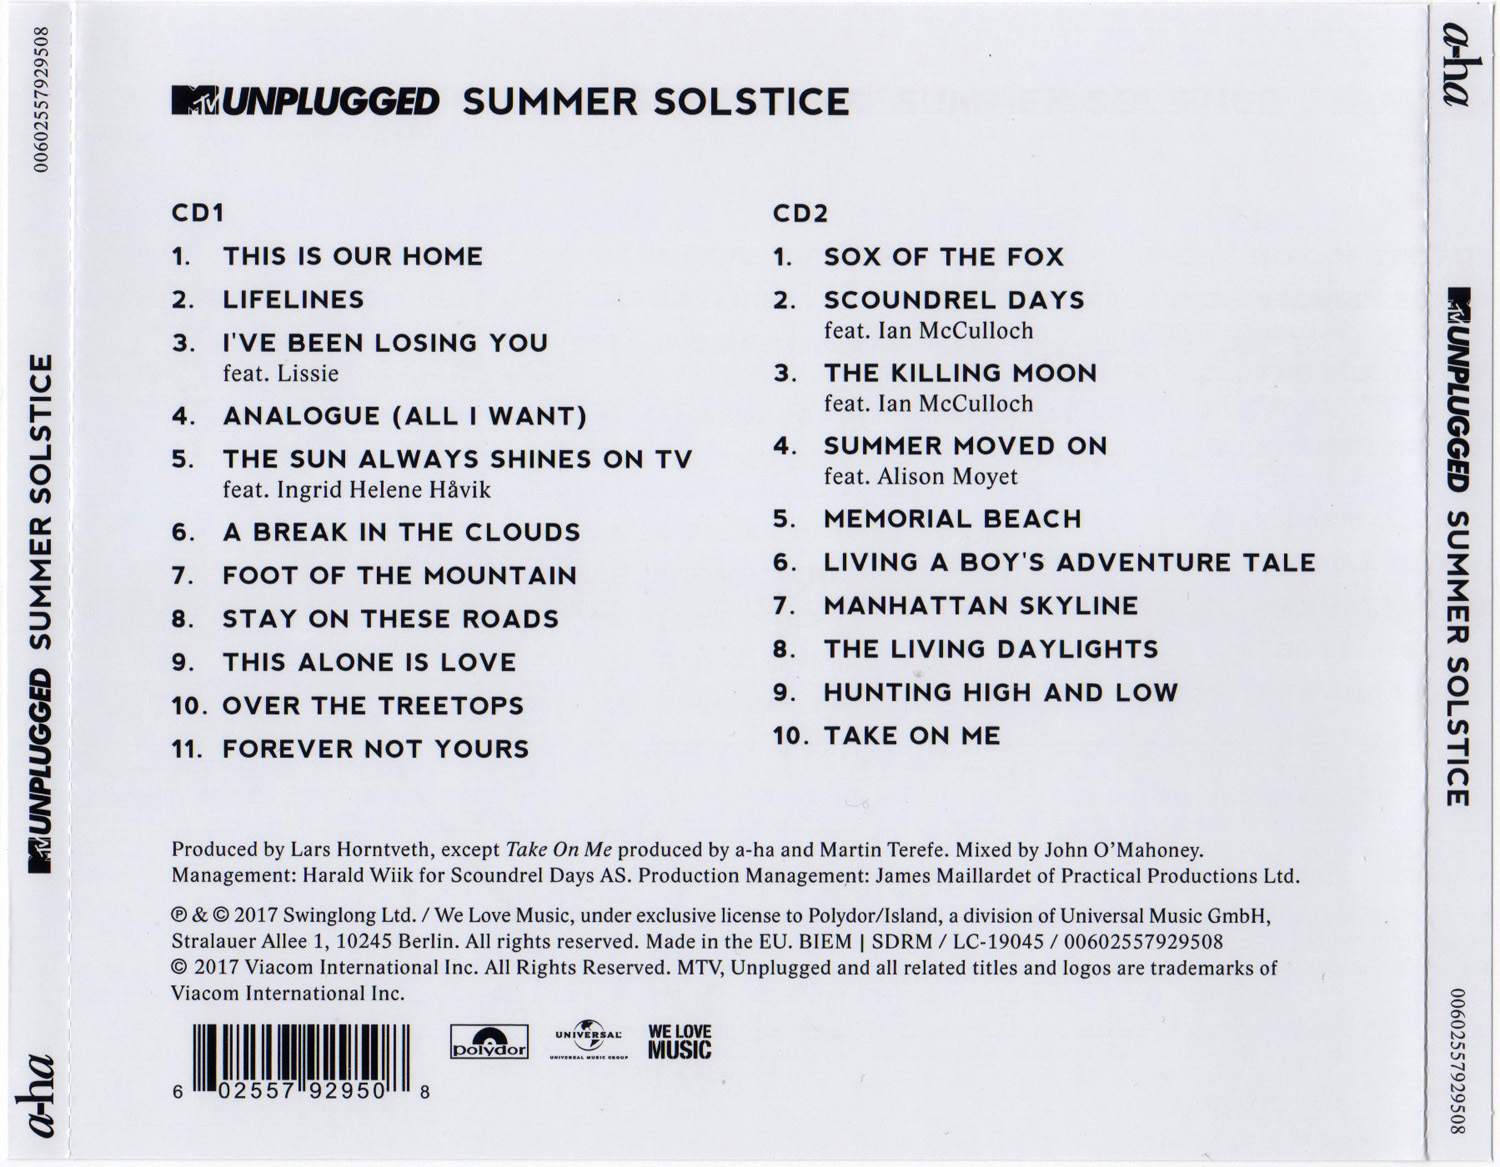 00602557929508
MTV UNPLUGGED SUMMER SOLSTICE
a-ha
MTV UNPLUGGED SUMMER SOLSTICE
CD1
1. THIS IS OUR HOME
2. LIFELINES
3. I'VE BEEN LOSING YOU
feat. Lissie
4. ANALOGUE (ALL I WANT)
5. THE SUN ALWAYS SHINES ON TV
feat. Ingrid Helene Håvik
6. A BREAK IN THE CLOUDS
7. FOOT OF THE MOUNTAIN
8. STAY ON THESE ROADS
9. THIS ALONE IS LOVE
10. OVER THE TREETOPS
11. FOREVER NOT YOURS
CD2
1. SOX OF THE FOX
2. SCOUNDREL DAYS
feat. Ian McCulloch
3. THE KILLING MOON
feat. Ian McCulloch
4. SUMMER MOVED ON
feat. Alison Moyet
5. MEMORIAL BEACH
6. LIVING A BOY'S ADVENTURE TALE
7. MANHATTAN SKYLINE
8. THE LIVING DAYLIGHTS
9. HUNTING HIGH AND LOW
10. TAKE ON ME
Produced by Lars Horntveth, except Take On Me produced by a-ha and Martin Terefe. Mixed by John O’Mahoney.
Management: Harald Wiik for Scoundrel Days AS. Production Management: James Maillardet of Practical Productions Ltd.
℗ & © 2017 Swinglong Ltd. / We Love Music, under exclusive license to Polydor/Island, a division of Universal Music GmbH,
Stralauer Allee 1, 10245 Berlin. All rights reserved. Made in the EU. BIEM | SDRM / LC-19045 / 00602557929508
© 2017 Viacom International Inc. All Rights Reserved. MTV, Unplugged and all related titles and logos are trademarks of
Viacom International Inc.
6 02557 92950 8
polydor
UNIVERSAL
UNIVERSAL MUSIC GROUP
WE LOVE
MUSIC
a-ha
MTV UNPLUGGED SUMMER SOLSTICE
00602557929508